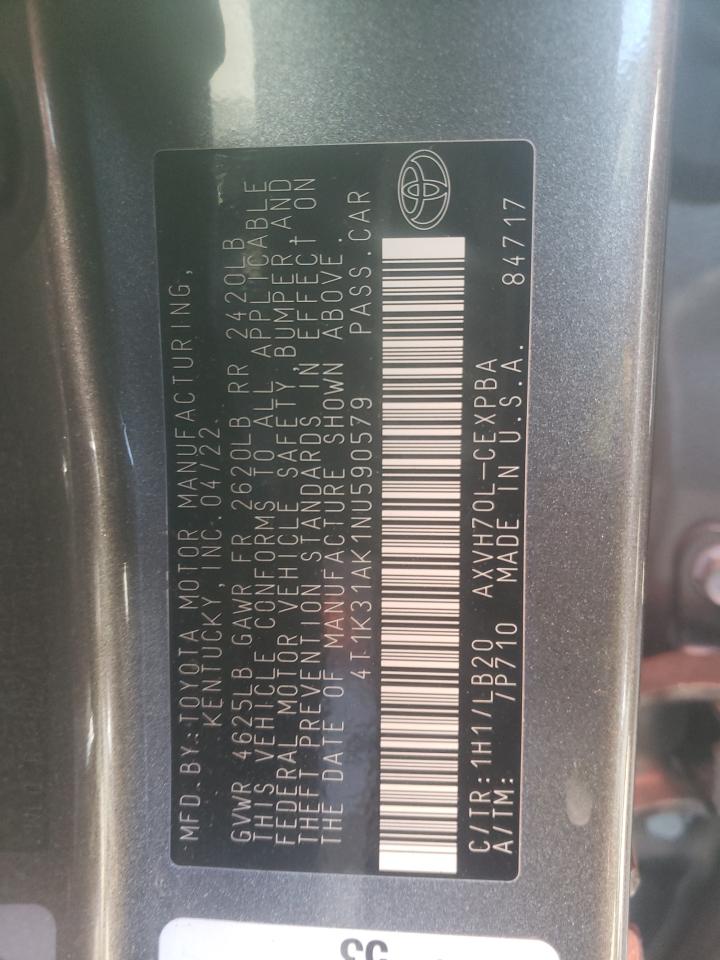 MFD. BY: TOYOTA MOTOR MANUFACTURING,
KENTUCKY, INC. 04/22
GVWR 4625LB GAWR FR 2620LB RR 2420LB
THIS VEHICLE CONFORMS TO ALL APPLICABLE
FEDERAL MOTOR VEHICLE SAFETY, BUMPER, AND
THEFT PREVENTION STANDARDS IN EFFECT ON
THE DATE OF MANUFACTURE SHOWN ABOVE.
4T1K31AK1NU590579 PASS.CAR
C/TR: 1H1/LB20 AXVH70L-CEXPBA
A/TM: 7P710 MADE IN U.S.A. 84717